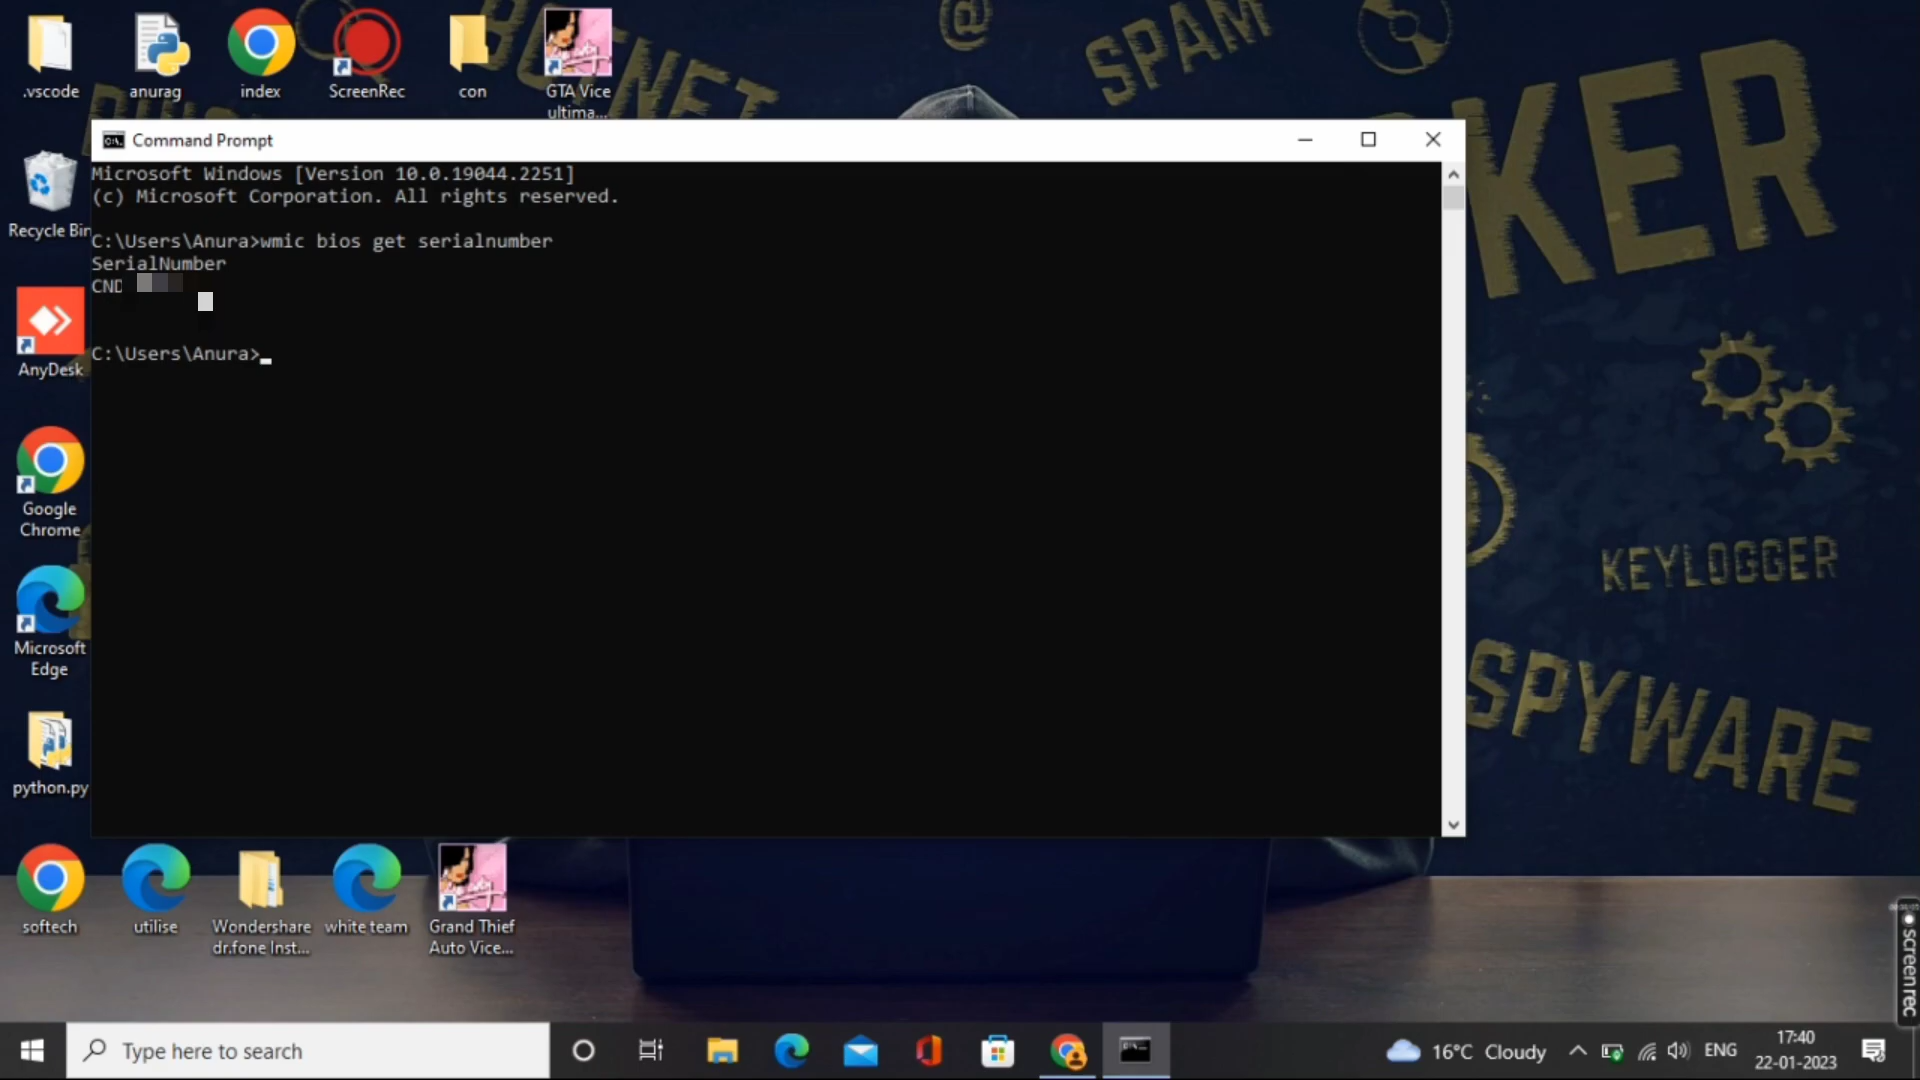 .vscode
anurag
index
ScreenRec
con
GTA Vice
ultima...
BOTNET
@
SPAM
KER
Command Prompt
Microsoft Windows [Version 10.0.19044.2251]
(c) Microsoft Corporation. All rights reserved.
C:\Users\Anura>wmic bios get serialnumber
SerialNumber
CND
C:\Users\Anura>
Recycle Bin
AnyDesk
Google
Chrome
Microsoft
Edge
python.py
KEYLOGGER
SPYWARE
softech
utilise
Wondershare
dr.fone Inst...
white team
Grand Thief
Auto Vice...
screenrec
Type here to search
16°C Cloudy
ENG
17:40
22-01-2023